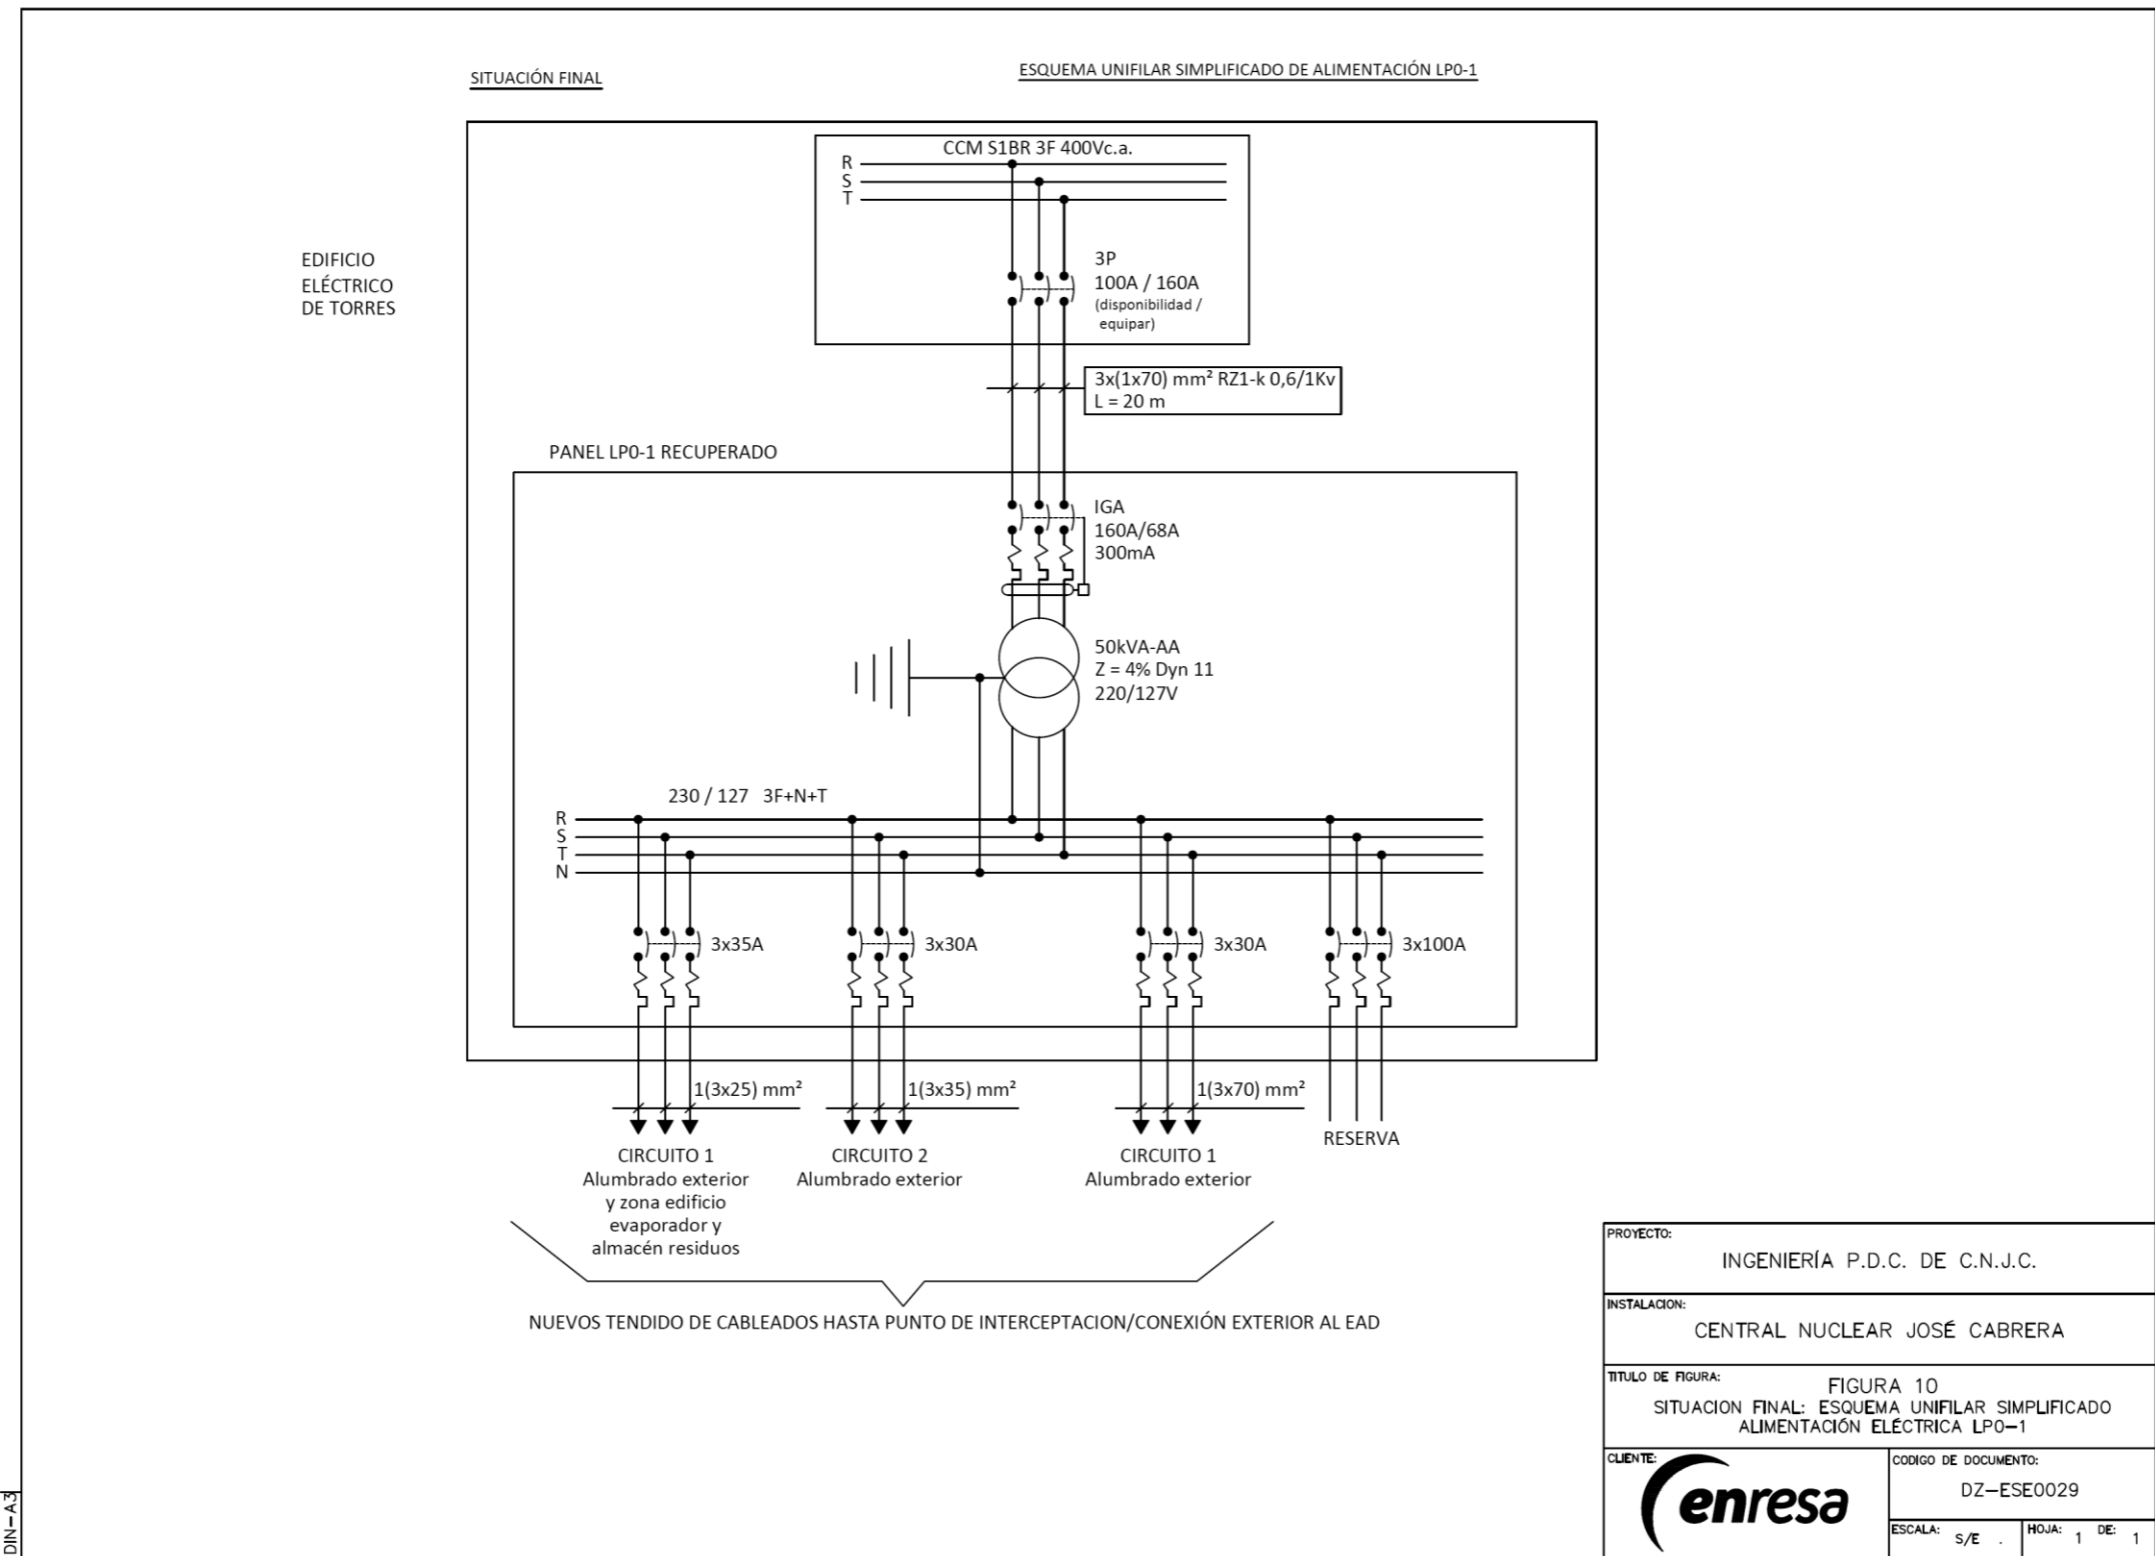 SITUACIÓN FINAL
ESQUEMA UNIFILAR SIMPLIFICADO DE ALIMENTACIÓN LP0-1
CCM S1BR 3F 400Vc.a.
R
S
T
EDIFICIO
ELÉCTRICO
DE TORRES
3P
100A / 160A
(disponibilidad /
equipar)
3x(1x70) mm² RZ1-k 0,6/1Kv
L = 20 m
PANEL LP0-1 RECUPERADO
IGA
160A/68A
300mA
50kVA-AA
Z = 4% Dyn 11
220/127V
230 / 127 3F+N+T
R
S
T
N
3x35A
3x30A
3x30A
3x100A
1(3x25) mm²
1(3x35) mm²
1(3x70) mm²
CIRCUITO 1
Alumbrado exterior
y zona edificio
evaporador y
almacén residuos
CIRCUITO 2
Alumbrado exterior
CIRCUITO 1
Alumbrado exterior
RESERVA
NUEVOS TENDIDO DE CABLEADOS HASTA PUNTO DE INTERCEPTACION/CONEXIÓN EXTERIOR AL EAD
PROYECTO:
INGENIERÍA P.D.C. DE C.N.J.C.
INSTALACION:
CENTRAL NUCLEAR JOSÉ CABRERA
TITULO DE FIGURA:
FIGURA 10
SITUACION FINAL: ESQUEMA UNIFILAR SIMPLIFICADO
ALIMENTACIÓN ELÉCTRICA LP0-1
CLIENTE:
enresa
CODIGO DE DOCUMENTO:
DZ-ESE0029
ESCALA: S/E .
HOJA: 1 DE: 1
DIN-A3